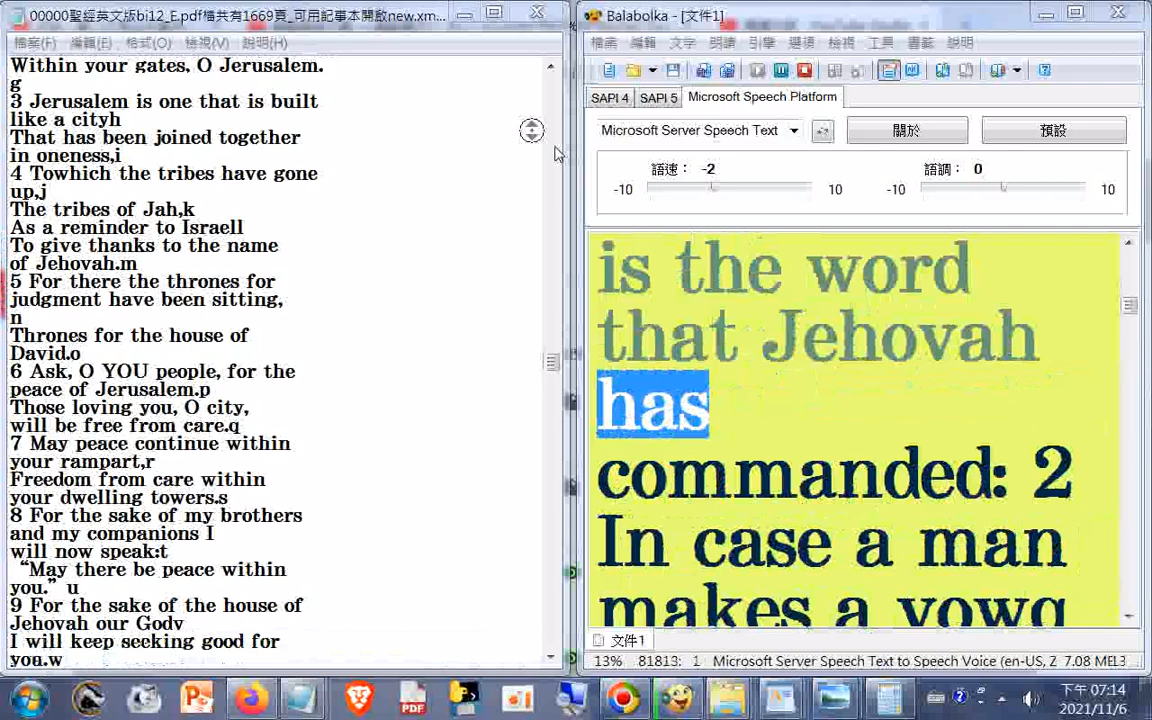 00000聖經英文版bi12_E.pdf檔共有1669頁_可用記事本開啟new.xm...
檔案(F) 編輯(E) 格式(O) 檢視(V) 說明(H)
Within your gates, O Jerusalem.
g
3 Jerusalem is one that is built
like a cityh
That has been joined together
in oneness,i
4 Towhich the tribes have gone
up,j
The tribes of Jah,k
As a reminder to Israell
To give thanks to the name
of Jehovah.m
5 For there the thrones for
judgment have been sitting,
n
Thrones for the house of
David.o
6 Ask, O YOU people, for the
peace of Jerusalem.p
Those loving you, O city,
will be free from care.q
7 May peace continue within
your rampart,r
Freedom from care within
your dwelling towers.s
8 For the sake of my brothers
and my companions I
will now speak:t
“May there be peace within
you.” u
9 For the sake of the house of
Jehovah our Godv
I will keep seeking good for
you.w
Balabolka - [文件1]
檔案 編輯 文字 朗讀 引擎 選項 檢視 工具 書籤 說明
SAPI 4 SAPI 5 Microsoft Speech Platform
Microsoft Server Speech Text 關於 預設
語速： -2 語調： 0
-10 10 -10 10
is the word
that Jehovah
has
commanded: 2
In case a man
makes a vowq
文件1
13% 81813: 1 Microsoft Server Speech Text to Speech Voice (en-US, Z 7.08 MB
PDF
下午 07:14
2021/11/6